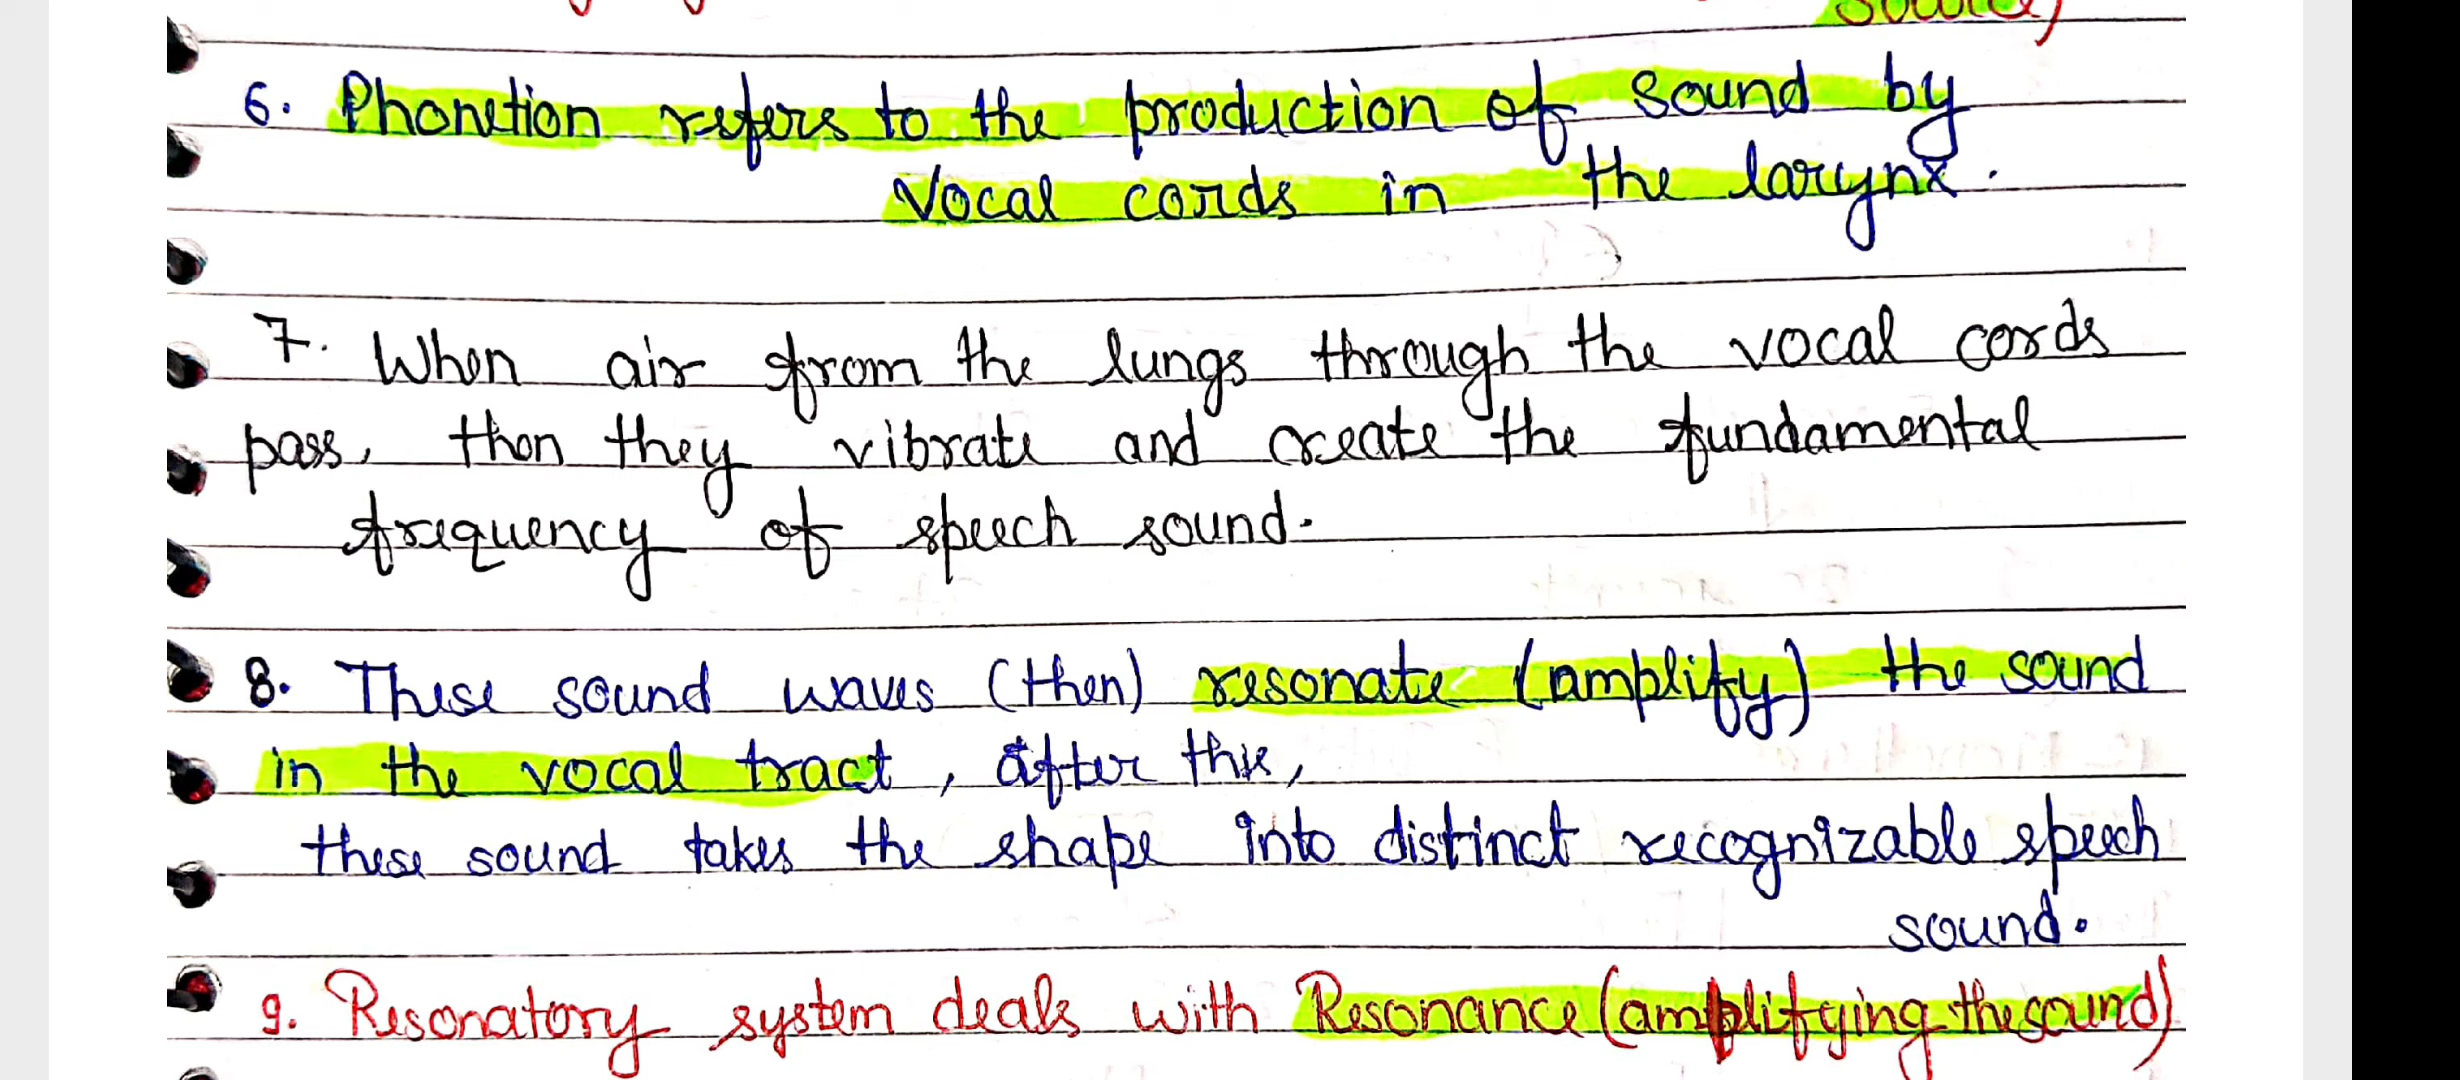 6. Phonetion refers to the production of sound by
Vocal cords in the larynx.
7. When air from the lungs through the vocal cords
pass, then they vibrate and create the fundamental
frequency of speech sound.
8. These sound waves (then) resonate (amplify) the sound
in the vocal tract, after this,
these sound takes the shape into distinct recognizable speech
sound.
9. Resonatory system deals with Resonance (amplifying the sound)